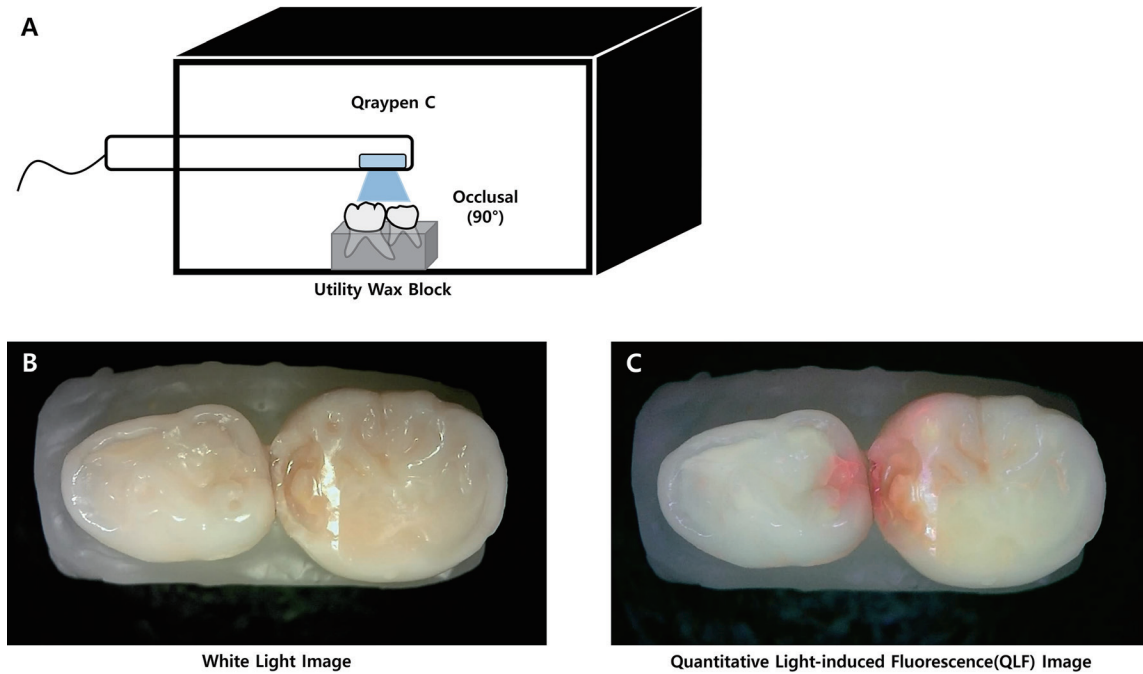 A
Qraypen C
Occlusal
(90°)
Utility Wax Block
B
C
White Light Image
Quantitative Light-induced Fluorescence(QLF) Image